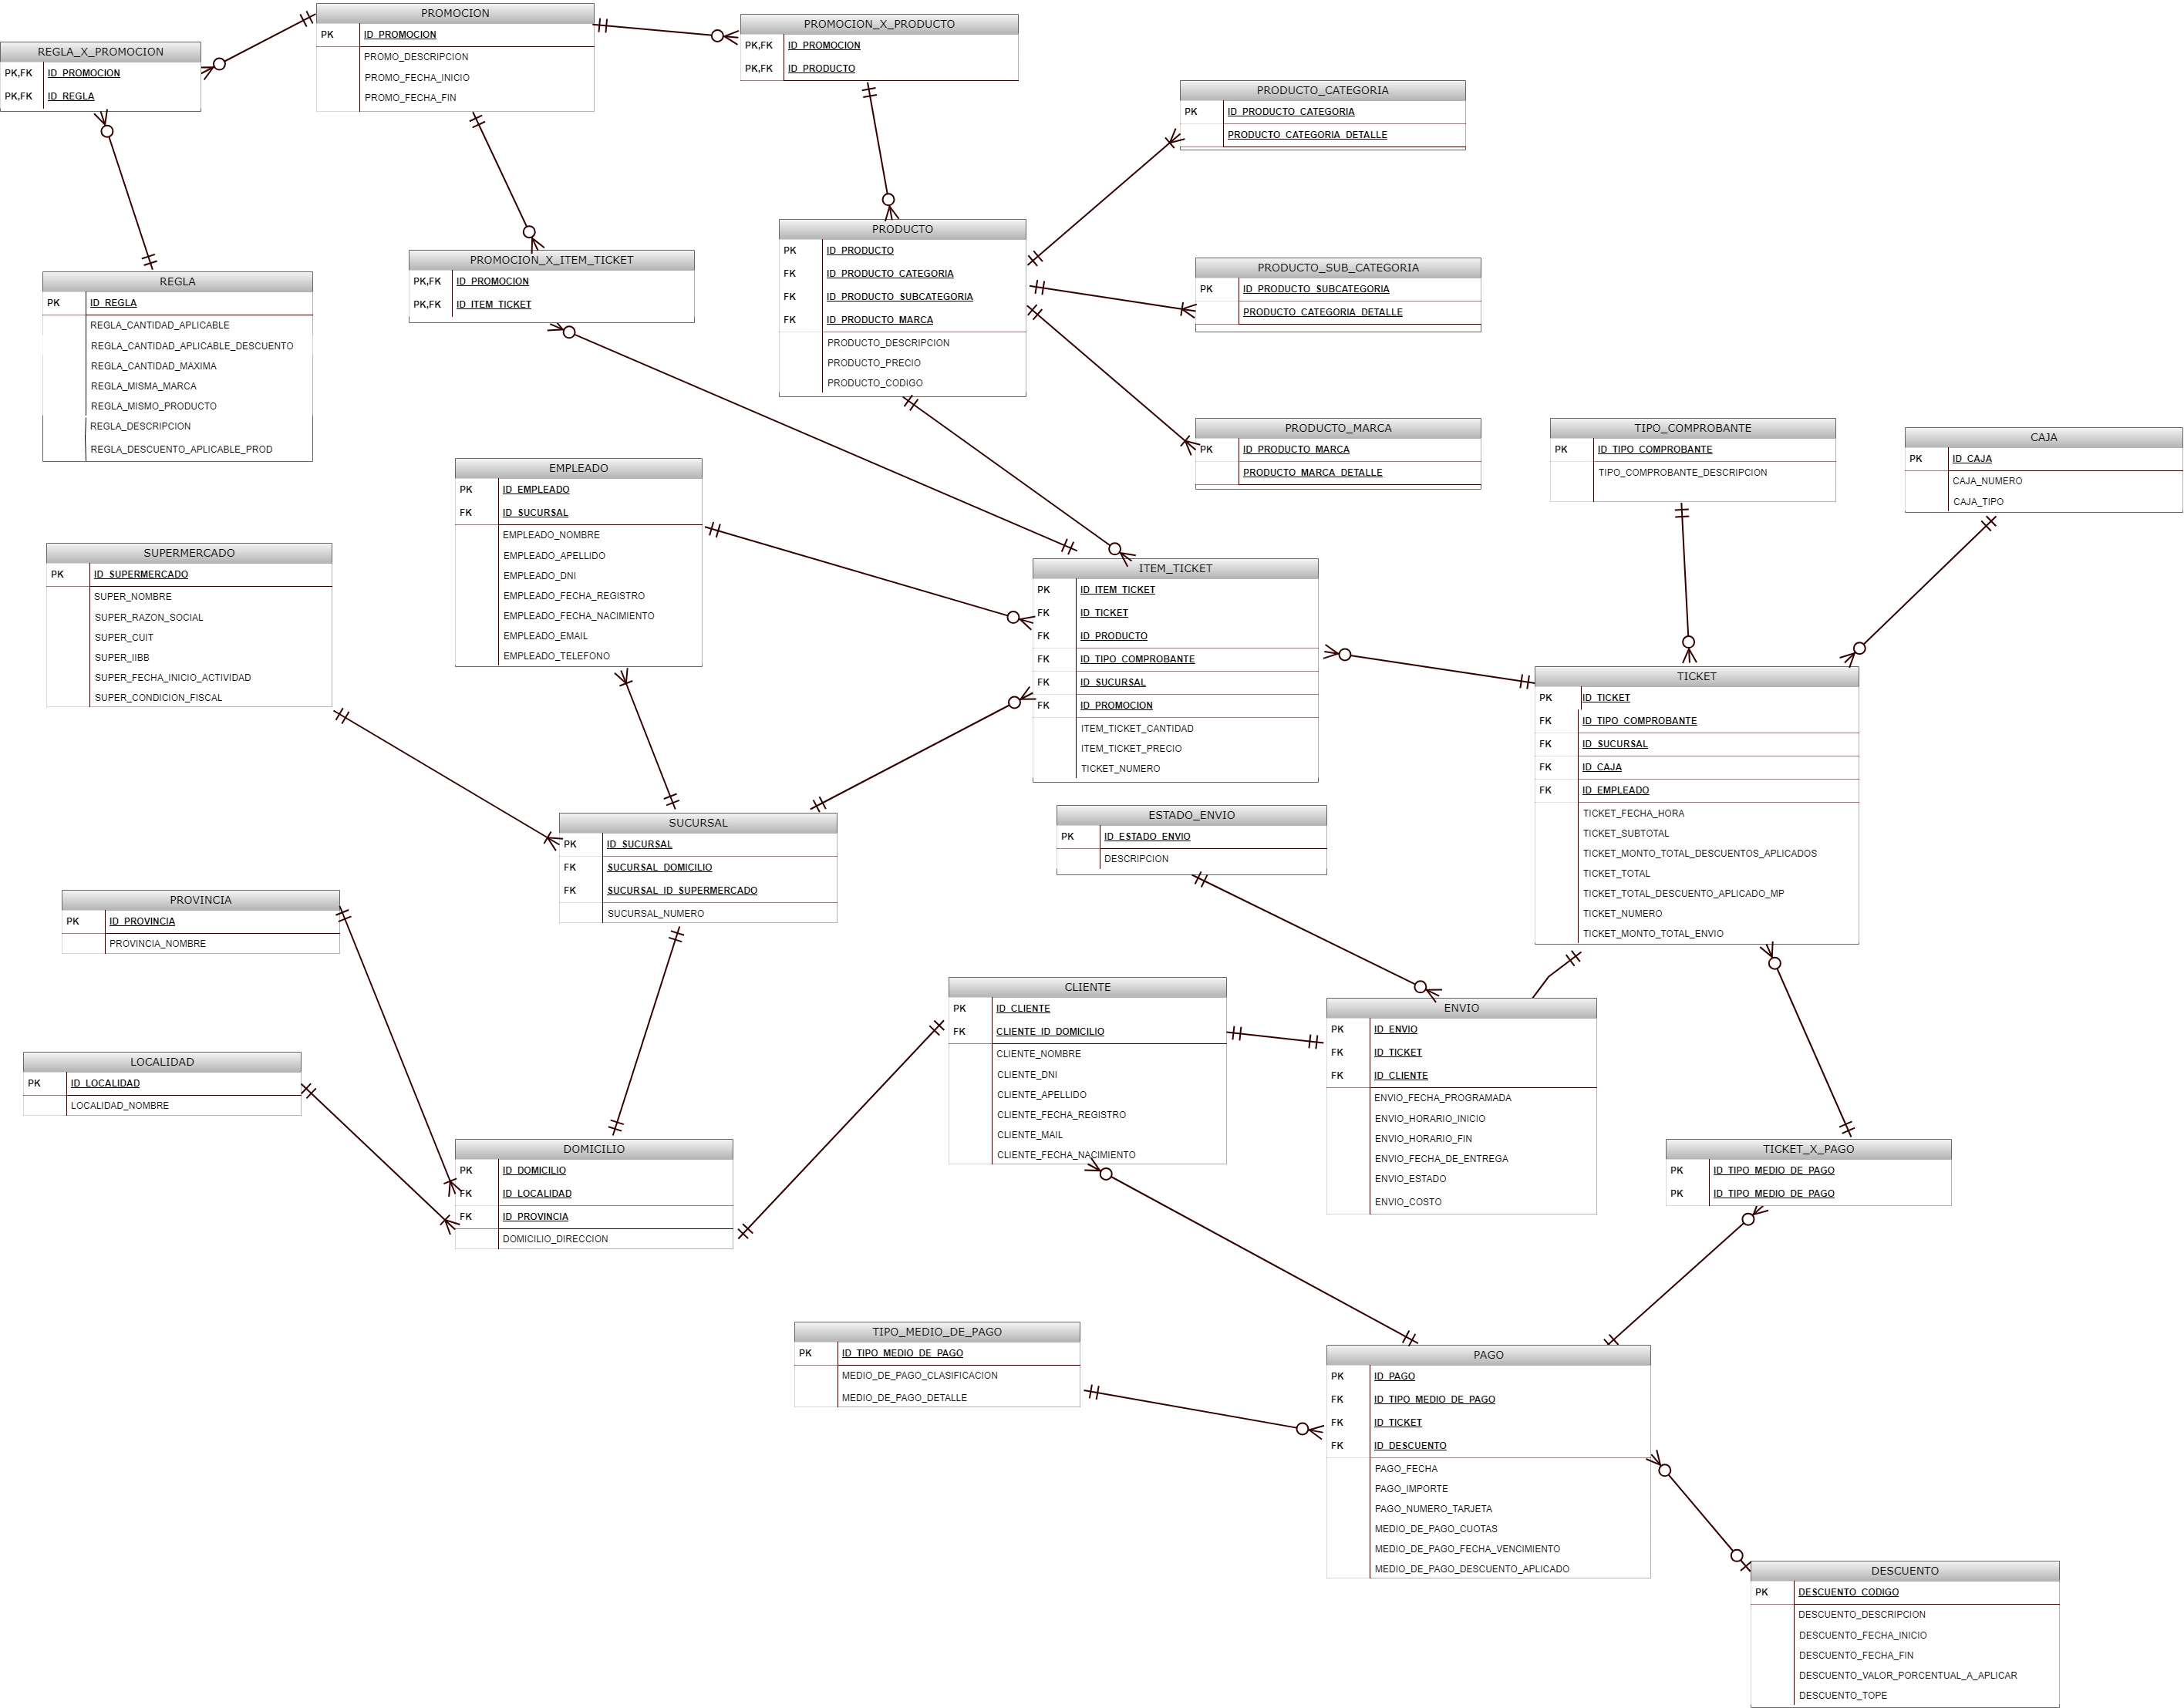 PROMOCION
PK ID_PROMOCION
PROMO_DESCRIPCION
PROMO_FECHA_INICIO
PROMO_FECHA_FIN
PROMOCION_X_PRODUCTO
PK,FK ID_PROMOCION
PK,FK ID_PRODUCTO
REGLA_X_PROMOCION
PK,FK ID_PROMOCION
PK,FK ID_REGLA
PRODUCTO_CATEGORIA
PK ID_PRODUCTO_CATEGORIA
PRODUCTO_CATEGORIA_DETALLE
PRODUCTO
PK ID_PRODUCTO
FK ID_PRODUCTO_CATEGORIA
FK ID_PRODUCTO_SUBCATEGORIA
FK ID_PRODUCTO_MARCA
PRODUCTO_DESCRIPCION
PRODUCTO_PRECIO
PRODUCTO_CODIGO
PROMOCION_X_ITEM_TICKET
PK,FK ID_PROMOCION
PK,FK ID_ITEM_TICKET
PRODUCTO_SUB_CATEGORIA
PK ID_PRODUCTO_SUBCATEGORIA
PRODUCTO_CATEGORIA_DETALLE
REGLA
PK ID_REGLA
REGLA_CANTIDAD_APLICABLE
REGLA_CANTIDAD_APLICABLE_DESCUENTO
REGLA_CANTIDAD_MAXIMA
REGLA_MISMA_MARCA
REGLA_MISMO_PRODUCTO
REGLA_DESCRIPCION
REGLA_DESCUENTO_APLICABLE_PROD
PRODUCTO_MARCA
PK ID_PRODUCTO_MARCA
PRODUCTO_MARCA_DETALLE
TIPO_COMPROBANTE
PK ID_TIPO_COMPROBANTE
TIPO_COMPROBANTE_DESCRIPCION
CAJA
PK ID_CAJA
CAJA_NUMERO
CAJA_TIPO
EMPLEADO
PK ID_EMPLEADO
FK ID_SUCURSAL
EMPLEADO_NOMBRE
EMPLEADO_APELLIDO
EMPLEADO_DNI
EMPLEADO_FECHA_REGISTRO
EMPLEADO_FECHA_NACIMIENTO
EMPLEADO_EMAIL
EMPLEADO_TELEFONO
SUPERMERCADO
PK ID_SUPERMERCADO
SUPER_NOMBRE
SUPER_RAZON_SOCIAL
SUPER_CUIT
SUPER_IIBB
SUPER_FECHA_INICIO_ACTIVIDAD
SUPER_CONDICION_FISCAL
ITEM_TICKET
PK ID_ITEM_TICKET
FK ID_TICKET
FK ID_PRODUCTO
FK ID_TIPO_COMPROBANTE
FK ID_SUCURSAL
FK ID_PROMOCION
ITEM_TICKET_CANTIDAD
ITEM_TICKET_PRECIO
TICKET_NUMERO
TICKET
PK ID_TICKET
FK ID_TIPO_COMPROBANTE
FK ID_SUCURSAL
FK ID_CAJA
FK ID_EMPLEADO
TICKET_FECHA_HORA
TICKET_SUBTOTAL
TICKET_MONTO_TOTAL_DESCUENTOS_APLICADOS
TICKET_TOTAL
TICKET_TOTAL_DESCUENTO_APLICADO_MP
TICKET_NUMERO
TICKET_MONTO_TOTAL_ENVIO
SUCURSAL
PK ID_SUCURSAL
FK SUCURSAL_DOMICILIO
FK SUCURSAL_ID_SUPERMERCADO
SUCURSAL_NUMERO
ESTADO_ENVIO
PK ID_ESTADO_ENVIO
DESCRIPCION
PROVINCIA
PK ID_PROVINCIA
PROVINCIA_NOMBRE
CLIENTE
PK ID_CLIENTE
FK CLIENTE_ID_DOMICILIO
CLIENTE_NOMBRE
CLIENTE_DNI
CLIENTE_APELLIDO
CLIENTE_FECHA_REGISTRO
CLIENTE_MAIL
CLIENTE_FECHA_NACIMIENTO
ENVIO
PK ID_ENVIO
FK ID_TICKET
FK ID_CLIENTE
ENVIO_FECHA_PROGRAMADA
ENVIO_HORARIO_INICIO
ENVIO_HORARIO_FIN
ENVIO_FECHA_DE_ENTREGA
ENVIO_ESTADO
ENVIO_COSTO
LOCALIDAD
PK ID_LOCALIDAD
LOCALIDAD_NOMBRE
DOMICILIO
PK ID_DOMICILIO
FK ID_LOCALIDAD
FK ID_PROVINCIA
DOMICILIO_DIRECCION
TICKET_X_PAGO
PK ID_TIPO_MEDIO_DE_PAGO
PK ID_TIPO_MEDIO_DE_PAGO
TIPO_MEDIO_DE_PAGO
PK ID_TIPO_MEDIO_DE_PAGO
MEDIO_DE_PAGO_CLASIFICACION
MEDIO_DE_PAGO_DETALLE
PAGO
PK ID_PAGO
FK ID_TIPO_MEDIO_DE_PAGO
FK ID_TICKET
FK ID_DESCUENTO
PAGO_FECHA
PAGO_IMPORTE
PAGO_NUMERO_TARJETA
MEDIO_DE_PAGO_CUOTAS
MEDIO_DE_PAGO_FECHA_VENCIMIENTO
MEDIO_DE_PAGO_DESCUENTO_APLICADO
DESCUENTO
PK DESCUENTO_CODIGO
DESCUENTO_DESCRIPCION
DESCUENTO_FECHA_INICIO
DESCUENTO_FECHA_FIN
DESCUENTO_VALOR_PORCENTUAL_A_APLICAR
DESCUENTO_TOPE